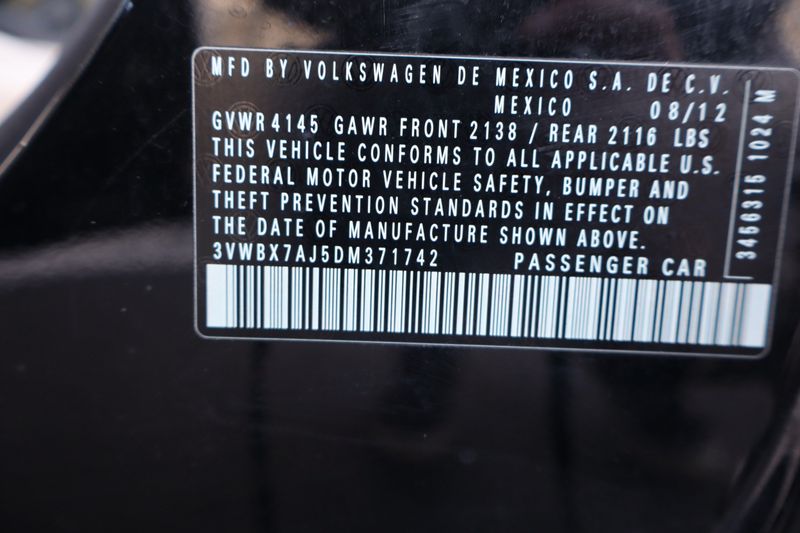 MFD BY VOLKSWAGEN DE MEXICO S.A. DE C.V.
MEXICO 08/12
GVWR 4145 GAWR FRONT 2138 / REAR 2116 LBS
THIS VEHICLE CONFORMS TO ALL APPLICABLE U.S.
FEDERAL MOTOR VEHICLE SAFETY, BUMPER AND
THEFT PREVENTION STANDARDS IN EFFECT ON
THE DATE OF MANUFACTURE SHOWN ABOVE.
3VWBX7AJ5DM371742 PASSENGER CAR
3456316 1024 M